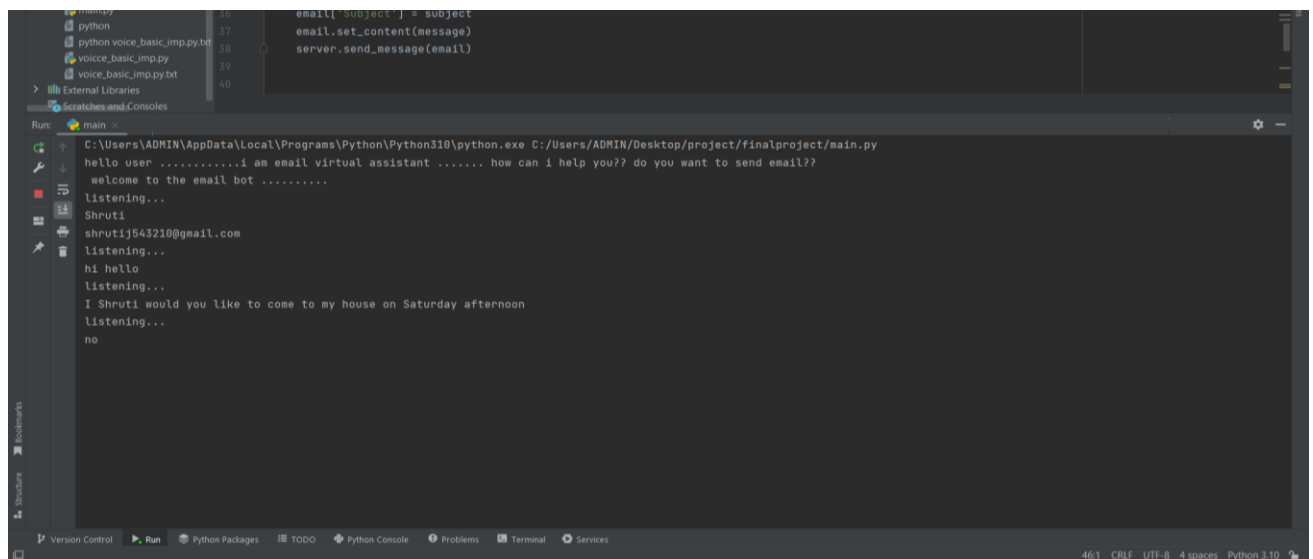 main.py
python
python voice_basic_imp.py.txt
voicce_basic_imp.py
voice_basic_imp.py.txt
External Libraries
Scratches and Consoles
36 email['Subject'] = subject
37 email.set_content(message)
38 server.send_message(email)
39
40
Run: main
C:\Users\ADMIN\AppData\Local\Programs\Python\Python310\python.exe C:/Users/ADMIN/Desktop/project/finalproject/main.py
hello user ............i am email virtual assistant ....... how can i help you?? do you want to send email??
welcome to the email bot ..........
listening...
Shruti
shrutij543210@gmail.com
listening...
hi hello
listening...
I Shruti would you like to come to my house on Saturday afternoon
listening...
no
Bookmarks
Structure
Version Control Run Python Packages TODO Python Console Problems Terminal Services
46:1 CRLF UTF-8 4 spaces Python 3.10